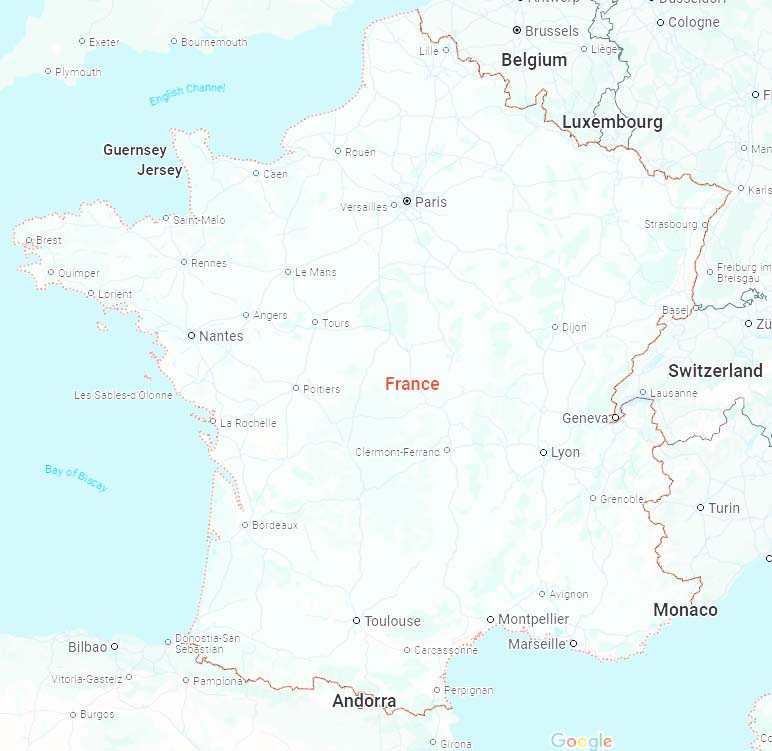 Antwerp
Düsseldorf
Cologne
Brussels
Exeter
Bournemouth
Lille
Liège
Belgium
Plymouth
English Channel
Luxembourg
Guernsey
Rouen
Jersey
Caen
Paris
Versailles
Saint-Malo
Strasbourg
Brest
Rennes
Quimper
Le Mans
Freiburg im
Breisgau
Lorient
Angers
Tours
Basel
Dijon
Nantes
Switzerland
France
Poitiers
Les Sables-d'Olonne
Lausanne
Geneva
La Rochelle
Clermont-Ferrand
Lyon
Bay of Biscay
Grenoble
Turin
Bordeaux
Avignon
Monaco
Toulouse
Montpellier
Donostia-San
Sebastian
Bilbao
Marseille
Carcassonne
Vitoria-Gasteiz
Pamplona
Perpignan
Andorra
Burgos
Girona
Google